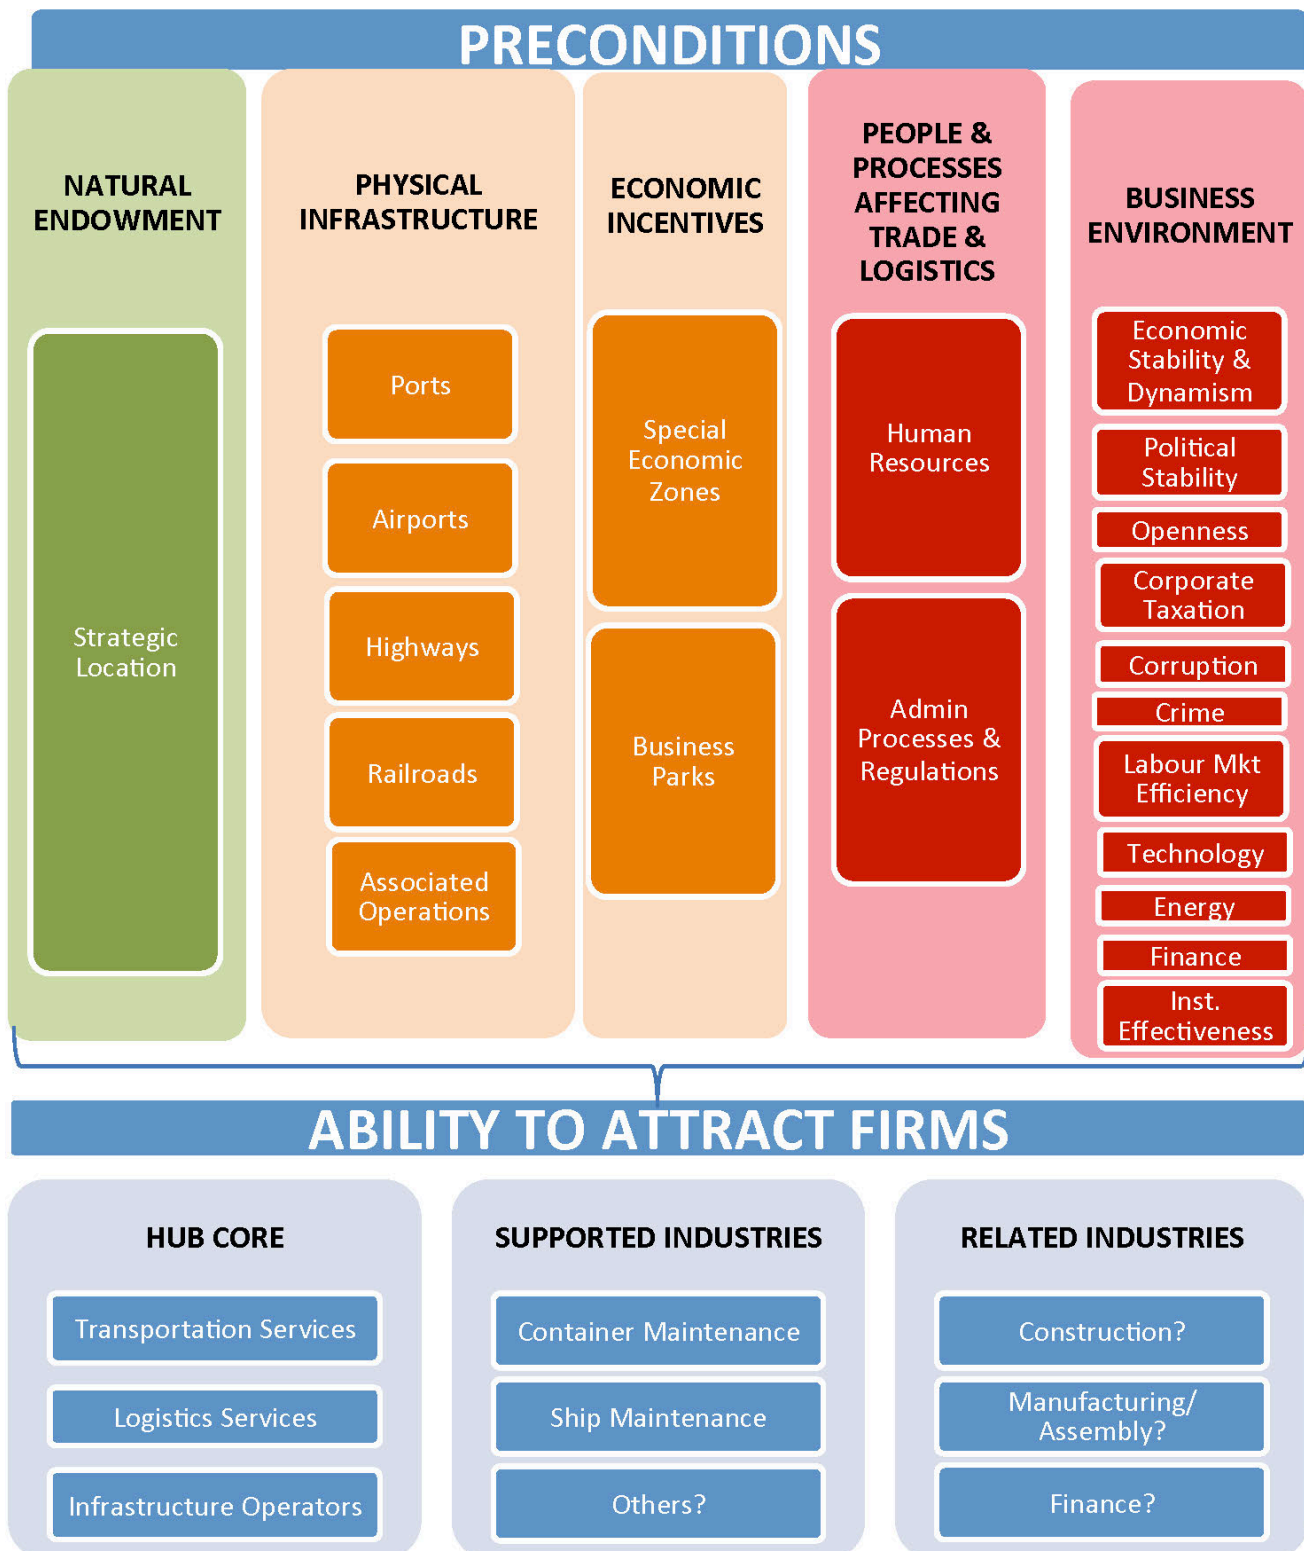 PRECONDITIONS
NATURAL
ENDOWMENT
Strategic
Location
PHYSICAL
INFRASTRUCTURE
Ports
Airports
Highways
Railroads
Associated
Operations
ECONOMIC
INCENTIVES
Special
Economic
Zones
Business
Parks
PEOPLE &
PROCESSES
AFFECTING
TRADE &
LOGISTICS
Human
Resources
Admin
Processes &
Regulations
BUSINESS
ENVIRONMENT
Economic
Stability &
Dynamism
Political
Stability
Openness
Corporate
Taxation
Corruption
Crime
Labour Mkt
Efficiency
Technology
Energy
Finance
Inst.
Effectiveness
ABILITY TO ATTRACT FIRMS
HUB CORE
Transportation Services
Logistics Services
Infrastructure Operators
SUPPORTED INDUSTRIES
Container Maintenance
Ship Maintenance
Others?
RELATED INDUSTRIES
Construction?
Manufacturing/
Assembly?
Finance?